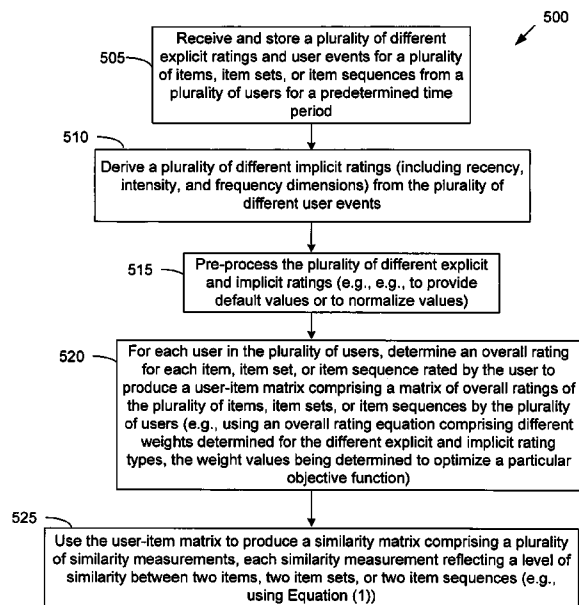 500
505
Receive and store a plurality of different
explicit ratings and user events for a plurality
of items, item sets, or item sequences from a
plurality of users for a predetermined time
period
510
Derive a plurality of different implicit ratings (including recency,
intensity, and frequency dimensions) from the plurality of
different user events
515
Pre-process the plurality of different explicit
and implicit ratings (e.g., e.g., to provide
default values or to normalize values)
520
For each user in the plurality of users, determine an overall rating
for each item, item set, or item sequence rated by the user to
produce a user-item matrix comprising a matrix of overall ratings of
the plurality of items, item sets, or item sequences by the plurality
of users (e.g., using an overall rating equation comprising different
weights determined for the different explicit and implicit rating
types, the weight values being determined to optimize a particular
objective function)
525
Use the user-item matrix to produce a similarity matrix comprising a plurality
of similarity measurements, each similarity measurement reflecting a level of
similarity between two items, two item sets, or two item sequences (e.g.,
using Equation (1))